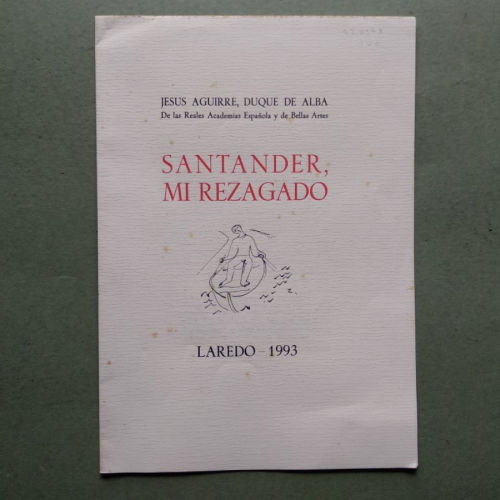 JESUS AGUIRRE, DUQUE DE ALBA
De las Reales Academias Española y de Bellas Artes
SANTANDER,
MI REZAGADO
LAREDO - 1993